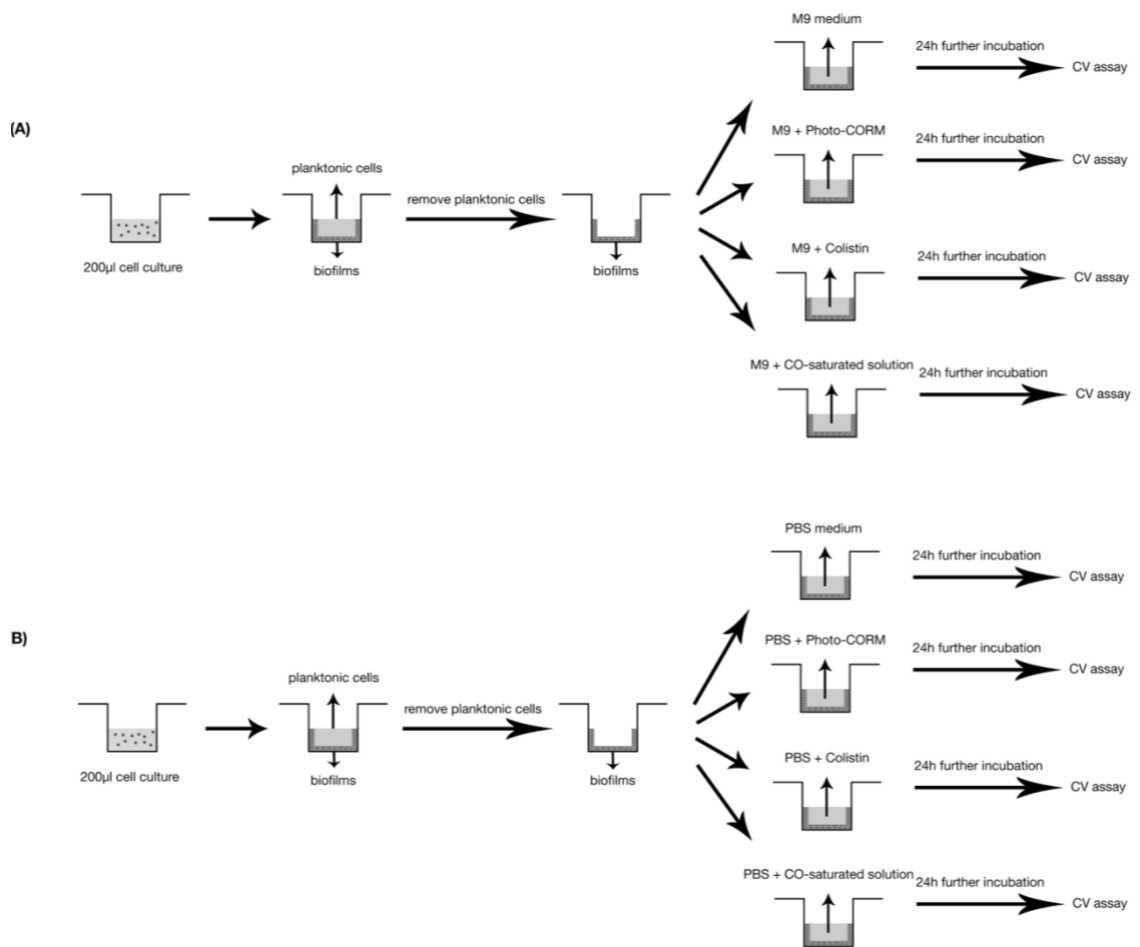 M9 medium
24h further incubation
CV assay
(A)
M9 + Photo-CORM
24h further incubation
CV assay
planktonic cells
remove planktonic cells
200µl cell culture
biofilms
biofilms
M9 + Colistin
24h further incubation
CV assay
M9 + CO-saturated solution
24h further incubation
CV assay
PBS medium
24h further incubation
CV assay
B)
PBS + Photo-CORM
24h further incubation
CV assay
planktonic cells
remove planktonic cells
200µl cell culture
biofilms
biofilms
PBS + Colistin
24h further incubation
CV assay
PBS + CO-saturated solution
24h further incubation
CV assay